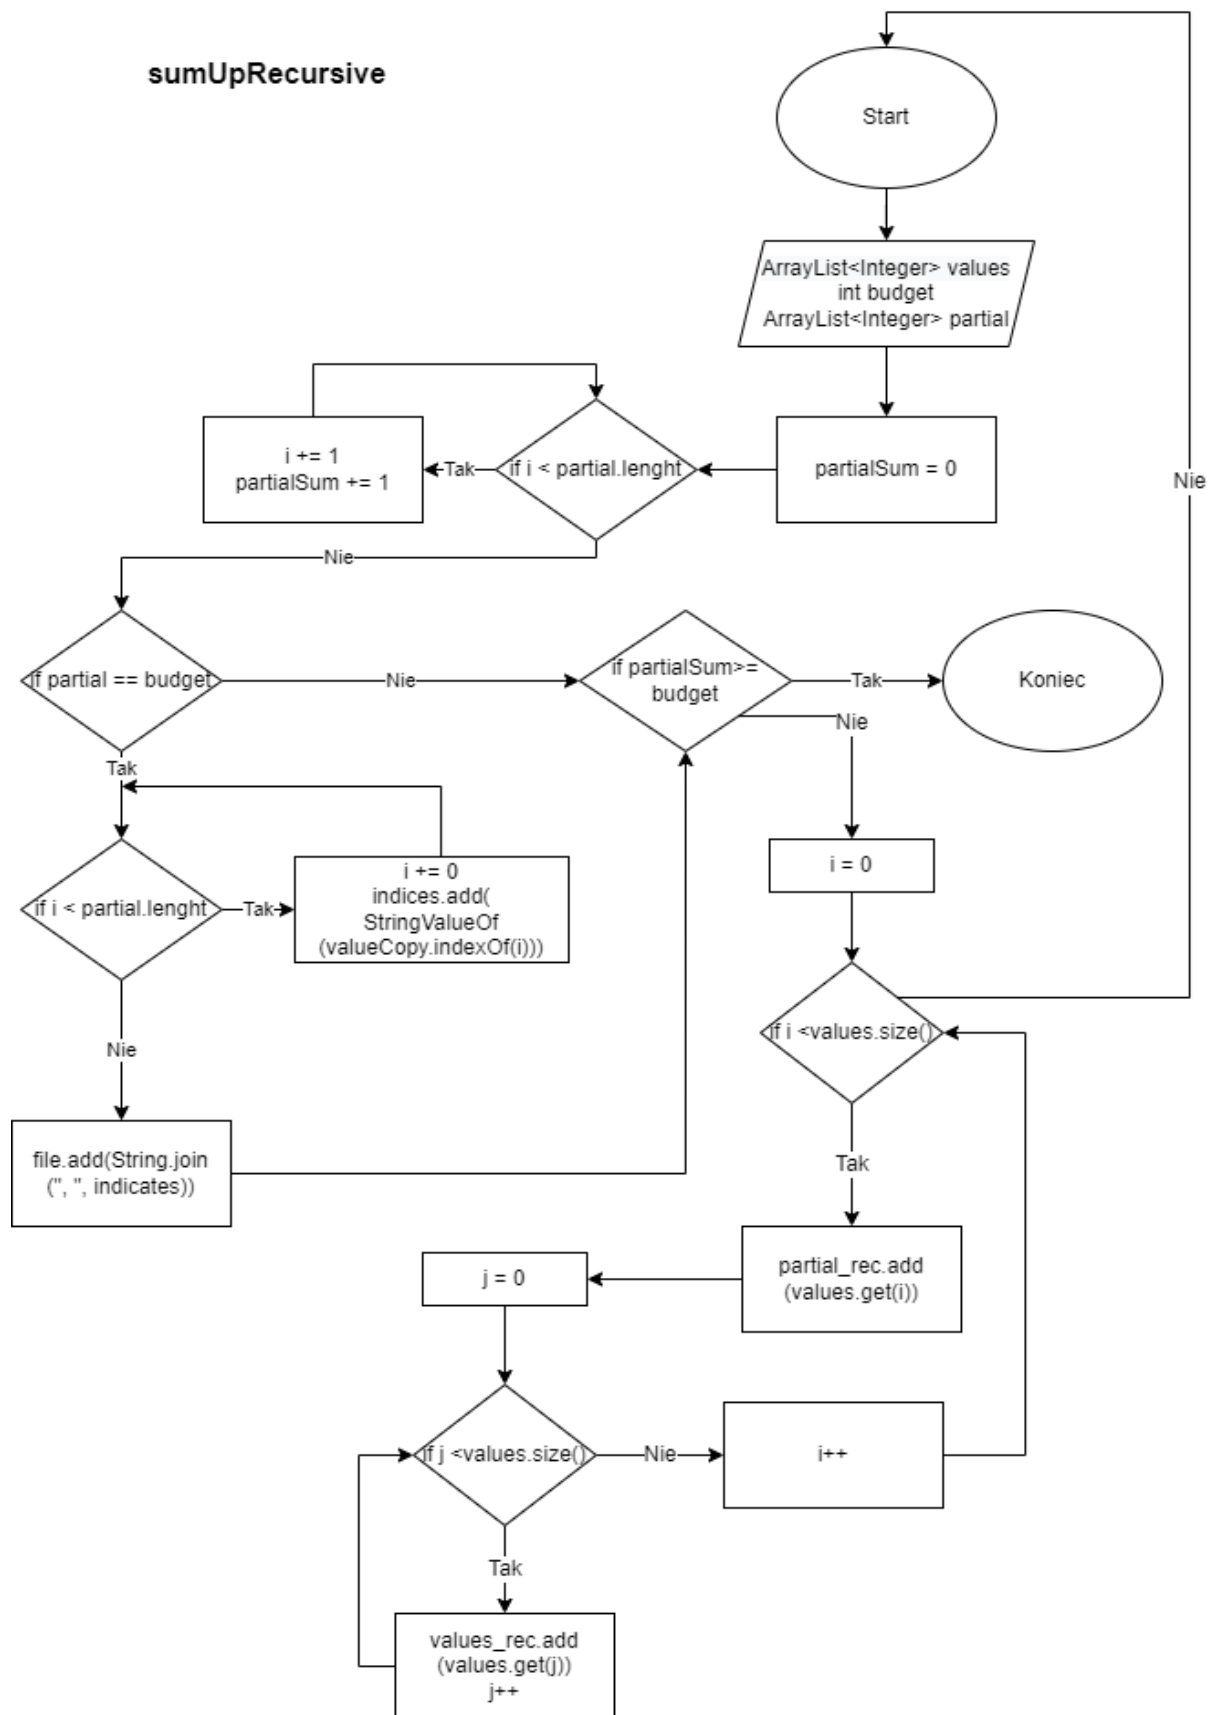 sumUpRecursive
Start
ArrayList<Integer> values
int budget
ArrayList<Integer> partial
partialSum = 0
if i < partial.lenght
Tak
i += 1
partialSum += 1
Nie
if partial == budget
Nie
if partialSum>=
budget
Tak
Koniec
Nie
Nie
Tak
if i < partial.lenght
Tak
i += 0
indices.add(
StringValueOf
(valueCopy.indexOf(i)))
Nie
file.add(String.join
(", ", indicates))
i = 0
if i <values.size()
Tak
partial_rec.add
(values.get(i))
j = 0
if j <values.size()
Nie
i++
Tak
values_rec.add
(values.get(j))
j++